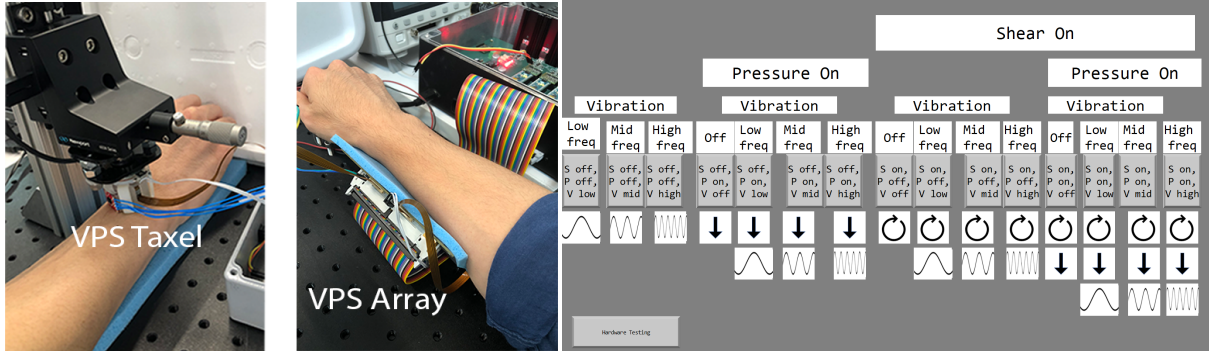 VPS Taxel
VPS Array
Shear On
Pressure On
Pressure On
Vibration
Vibration
Vibration
Vibration
Low
freq
Mid
freq
High
freq
Off
Low
freq
Mid
freq
High
freq
Off
Low
freq
Mid
freq
High
freq
Off
Low
freq
Mid
freq
High
freq
S off,
P off,
V low
S off,
P off,
V mid
S off,
P off,
V high
S off,
P on,
V off
S off,
P on,
V low
S off,
P on,
V mid
S off,
P on,
V high
S on,
P off,
V off
S on,
P off,
V low
S on,
P off,
V mid
S on,
P off,
V high
S on,
P on,
V off
S on,
P on,
V low
S on,
P on,
V mid
S on,
P on,
V high
Hardware Testing